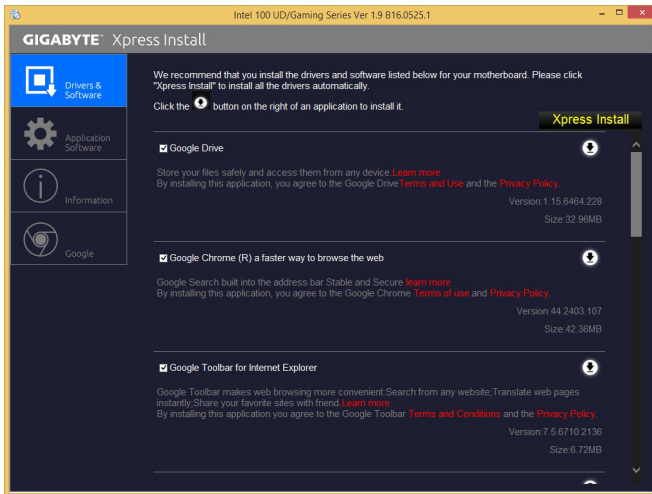 Intel 100 UD/Gaming Series Ver 1.9 B16.0525.1
GIGABYTE™ Xpress Install
Drivers &
Software
Application
Software
Information
Google
We recommend that you install the drivers and software listed below for your motherboard. Please click
"Xpress Install" to install all the drivers automatically.
Click the button on the right of an application to install it.
Xpress Install
Google Drive
Store your files safely and access them from any device.Learn more
By installing this application, you agree to the Google DriveTerms and Use and the Privacy Policy.
Version:1.15.6464.228
Size:32.96MB
Google Chrome (R) a faster way to browse the web
Google Search built into the address bar Stable and Secure learn more
By installing this application, you agree to the Google Chrome Terms of use and Privacy Policy.
Version:44.2403.107
Size:42.36MB
Google Toolbar for Internet Explorer
Google Toolbar makes web browsing more convenient:Search from any website;Translate web pages
instantly;Share your favorite sites with friend.Learn more
By installing this application you agree to the Google Toolbar Terms and Conditions and the Privacy Policy.
Version:7.5.6710.2136
Size:6.72MB